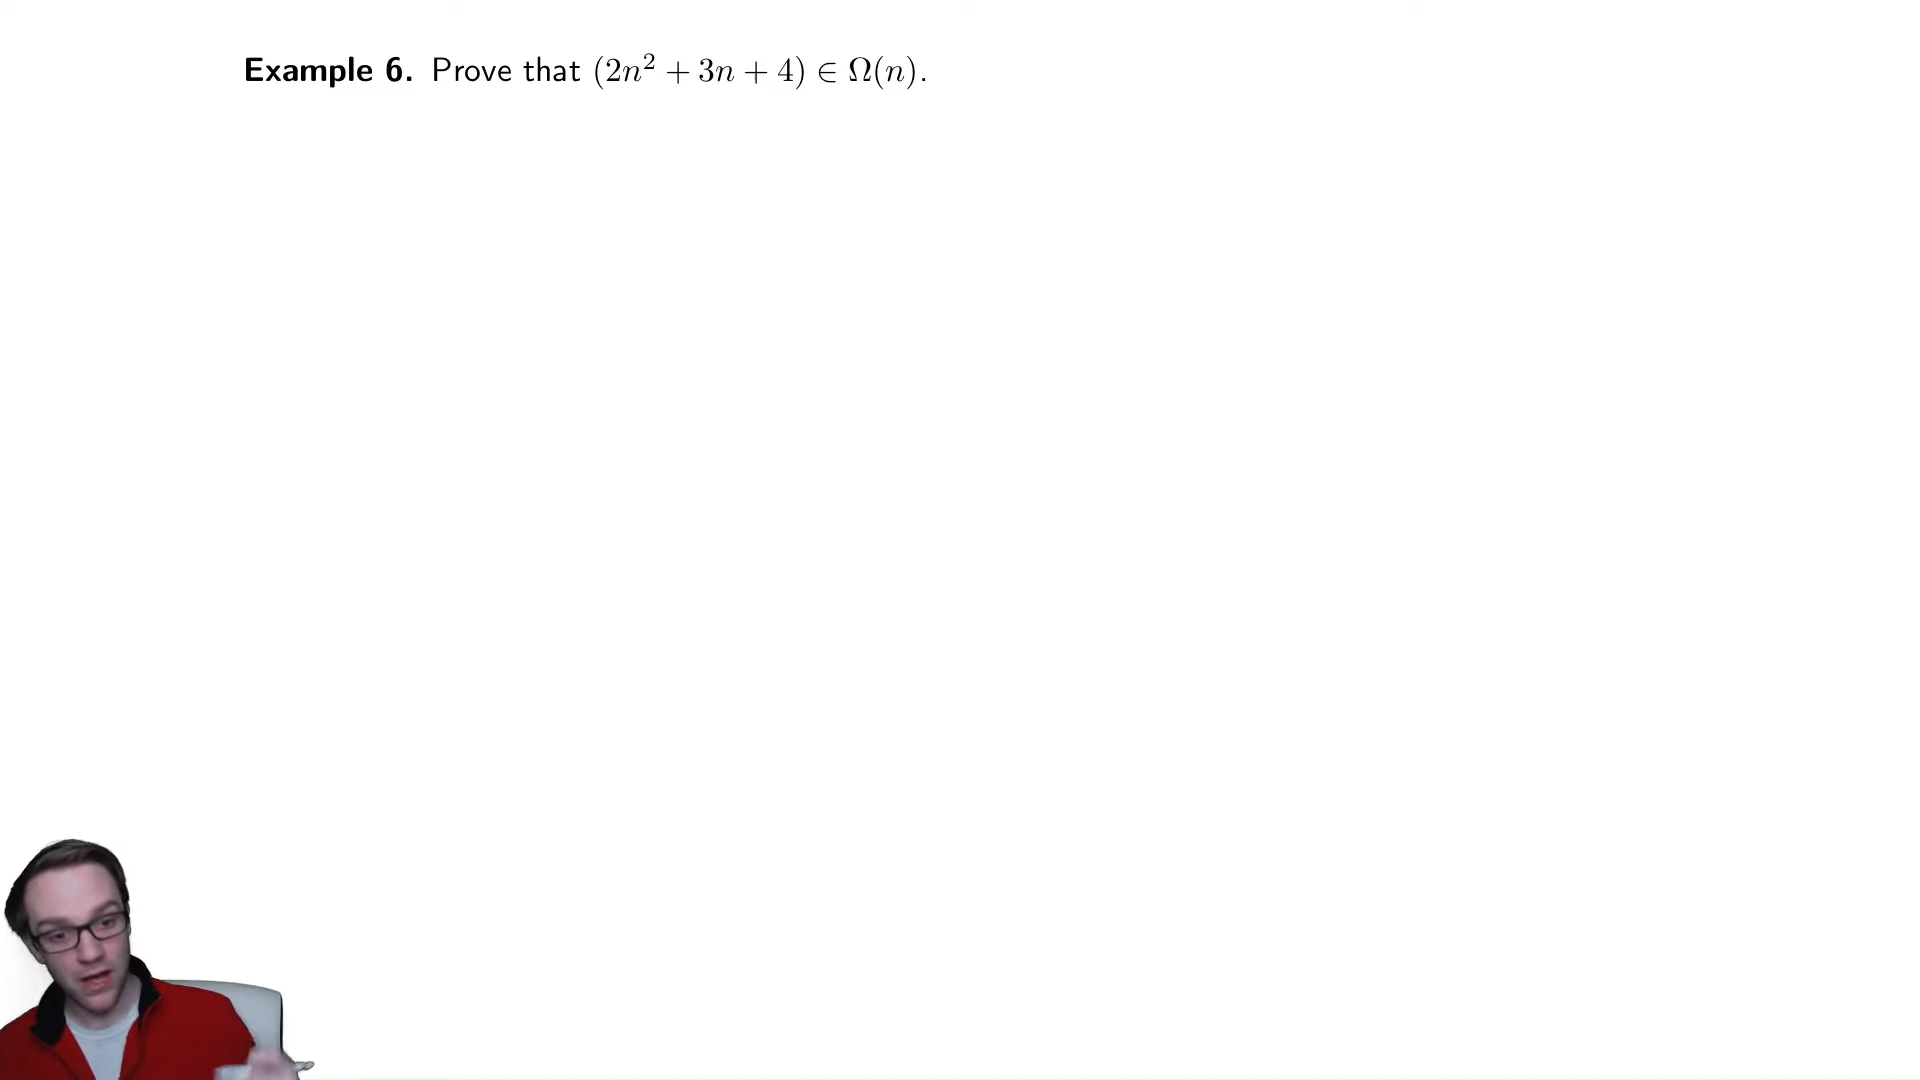 Example 6. Prove that (2n² + 3n + 4) ∈ Ω(n).